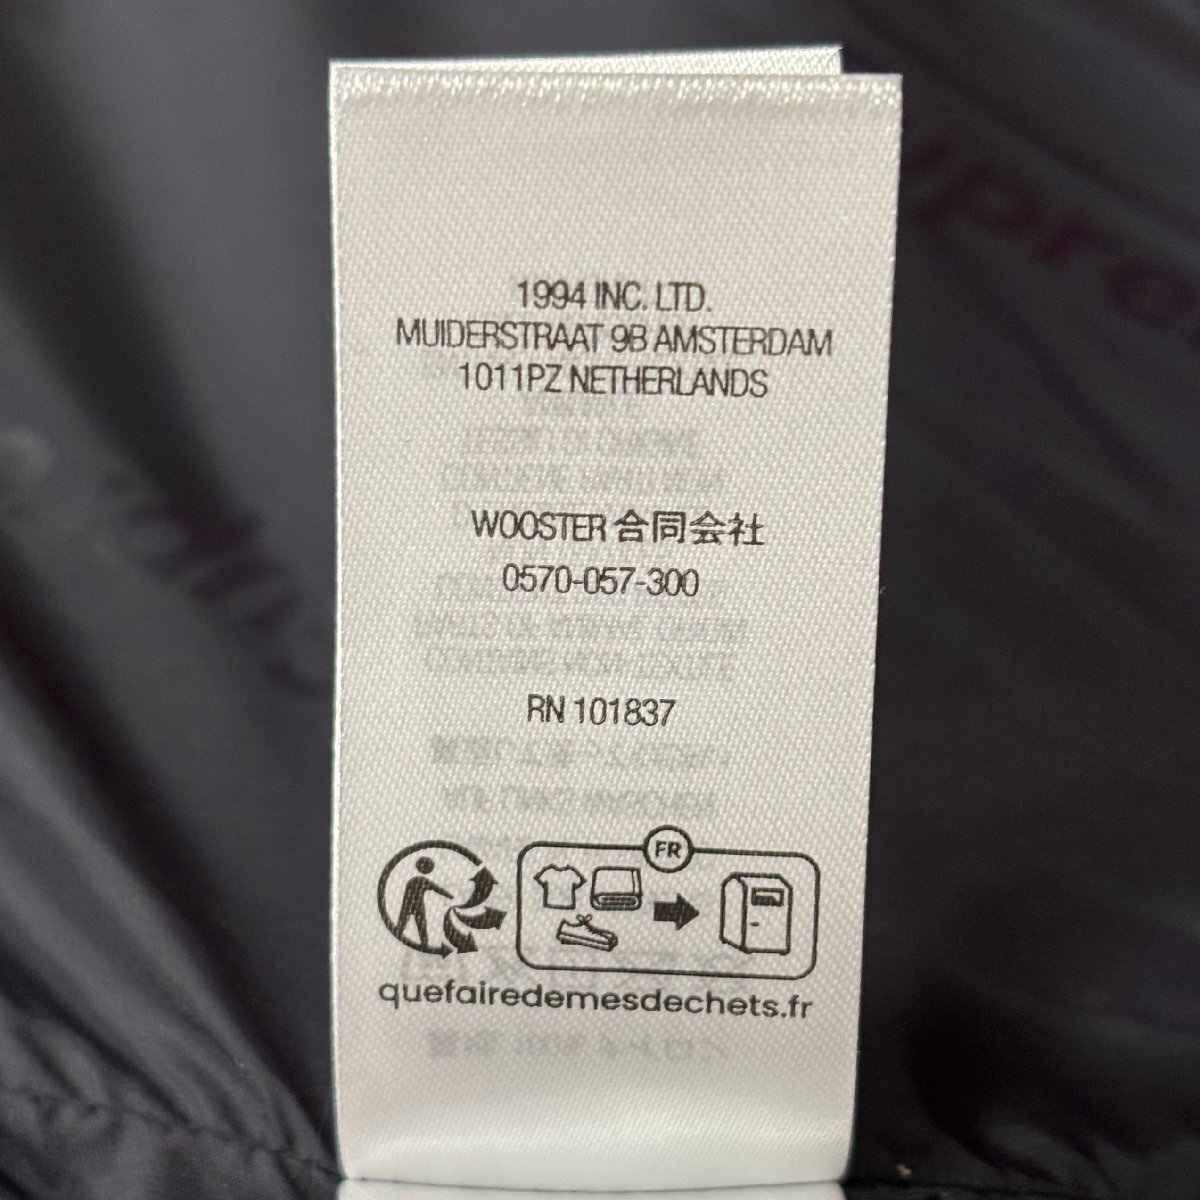 1994 INC. LTD.
MUIDERSTRAAT 9B AMSTERDAM
1011PZ NETHERLANDS
WOOSTER 合同会社
0570-057-300
RN 101837
FR
quefairedemesdechets.fr